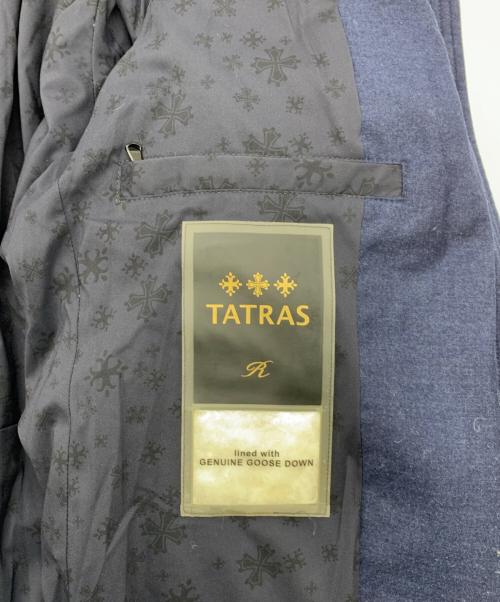 TATRAS
R
lined with
GENUINE GOOSE DOWN